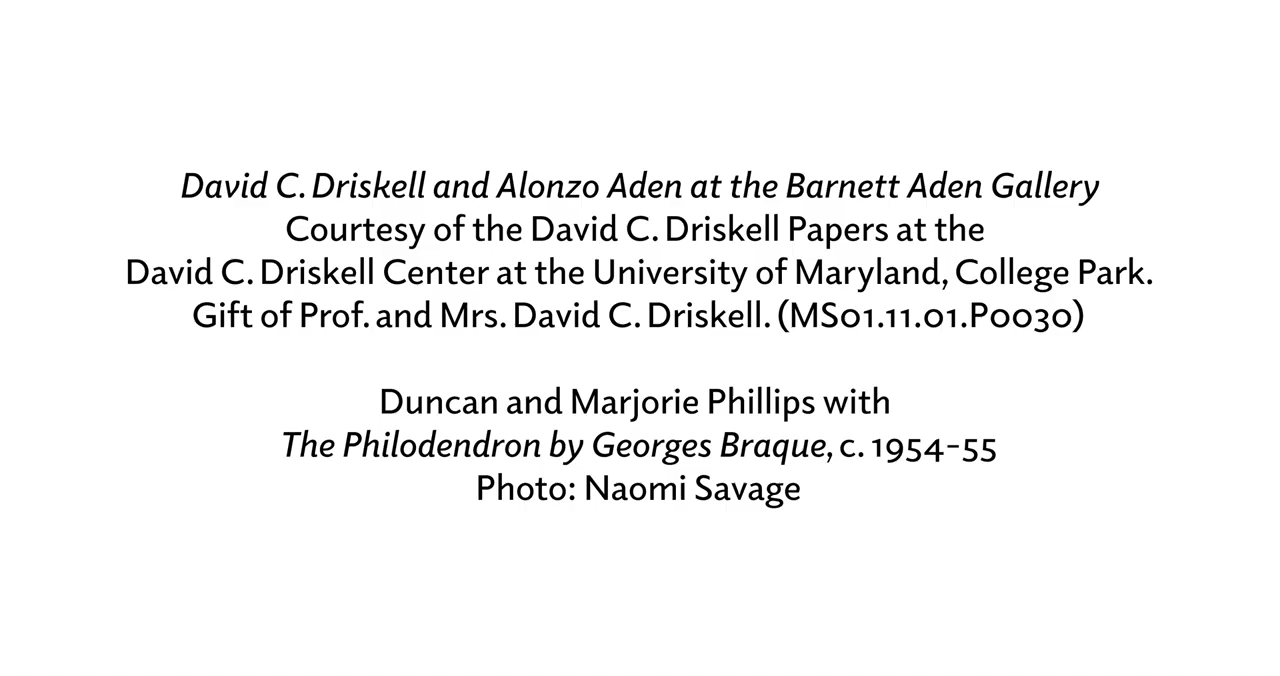 David C. Driskell and Alonzo Aden at the Barnett Aden Gallery
Courtesy of the David C. Driskell Papers at the
David C. Driskell Center at the University of Maryland, College Park.
Gift of Prof. and Mrs. David C. Driskell. (MS01.11.01.P0030)
Duncan and Marjorie Phillips with
The Philodendron by Georges Braque, c. 1954-55
Photo: Naomi Savage